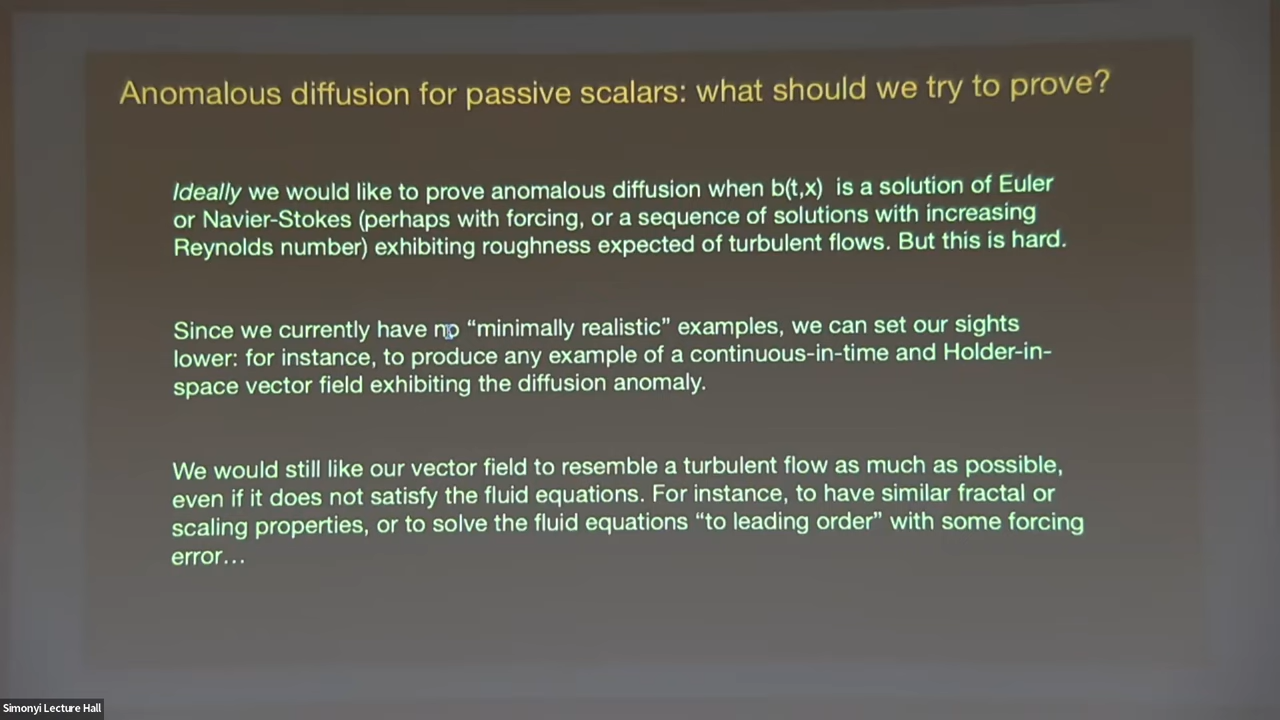 Anomalous diffusion for passive scalars: what should we try to prove?
Ideally we would like to prove anomalous diffusion when b(t,x) is a solution of Euler
or Navier-Stokes (perhaps with forcing, or a sequence of solutions with increasing
Reynolds number) exhibiting roughness expected of turbulent flows. But this is hard.
Since we currently have no “minimally realistic” examples, we can set our sights
lower: for instance, to produce any example of a continuous-in-time and Holder-in-
space vector field exhibiting the diffusion anomaly.
We would still like our vector field to resemble a turbulent flow as much as possible,
even if it does not satisfy the fluid equations. For instance, to have similar fractal or
scaling properties, or to solve the fluid equations “to leading order” with some forcing
error…
Simonyi Lecture Hall